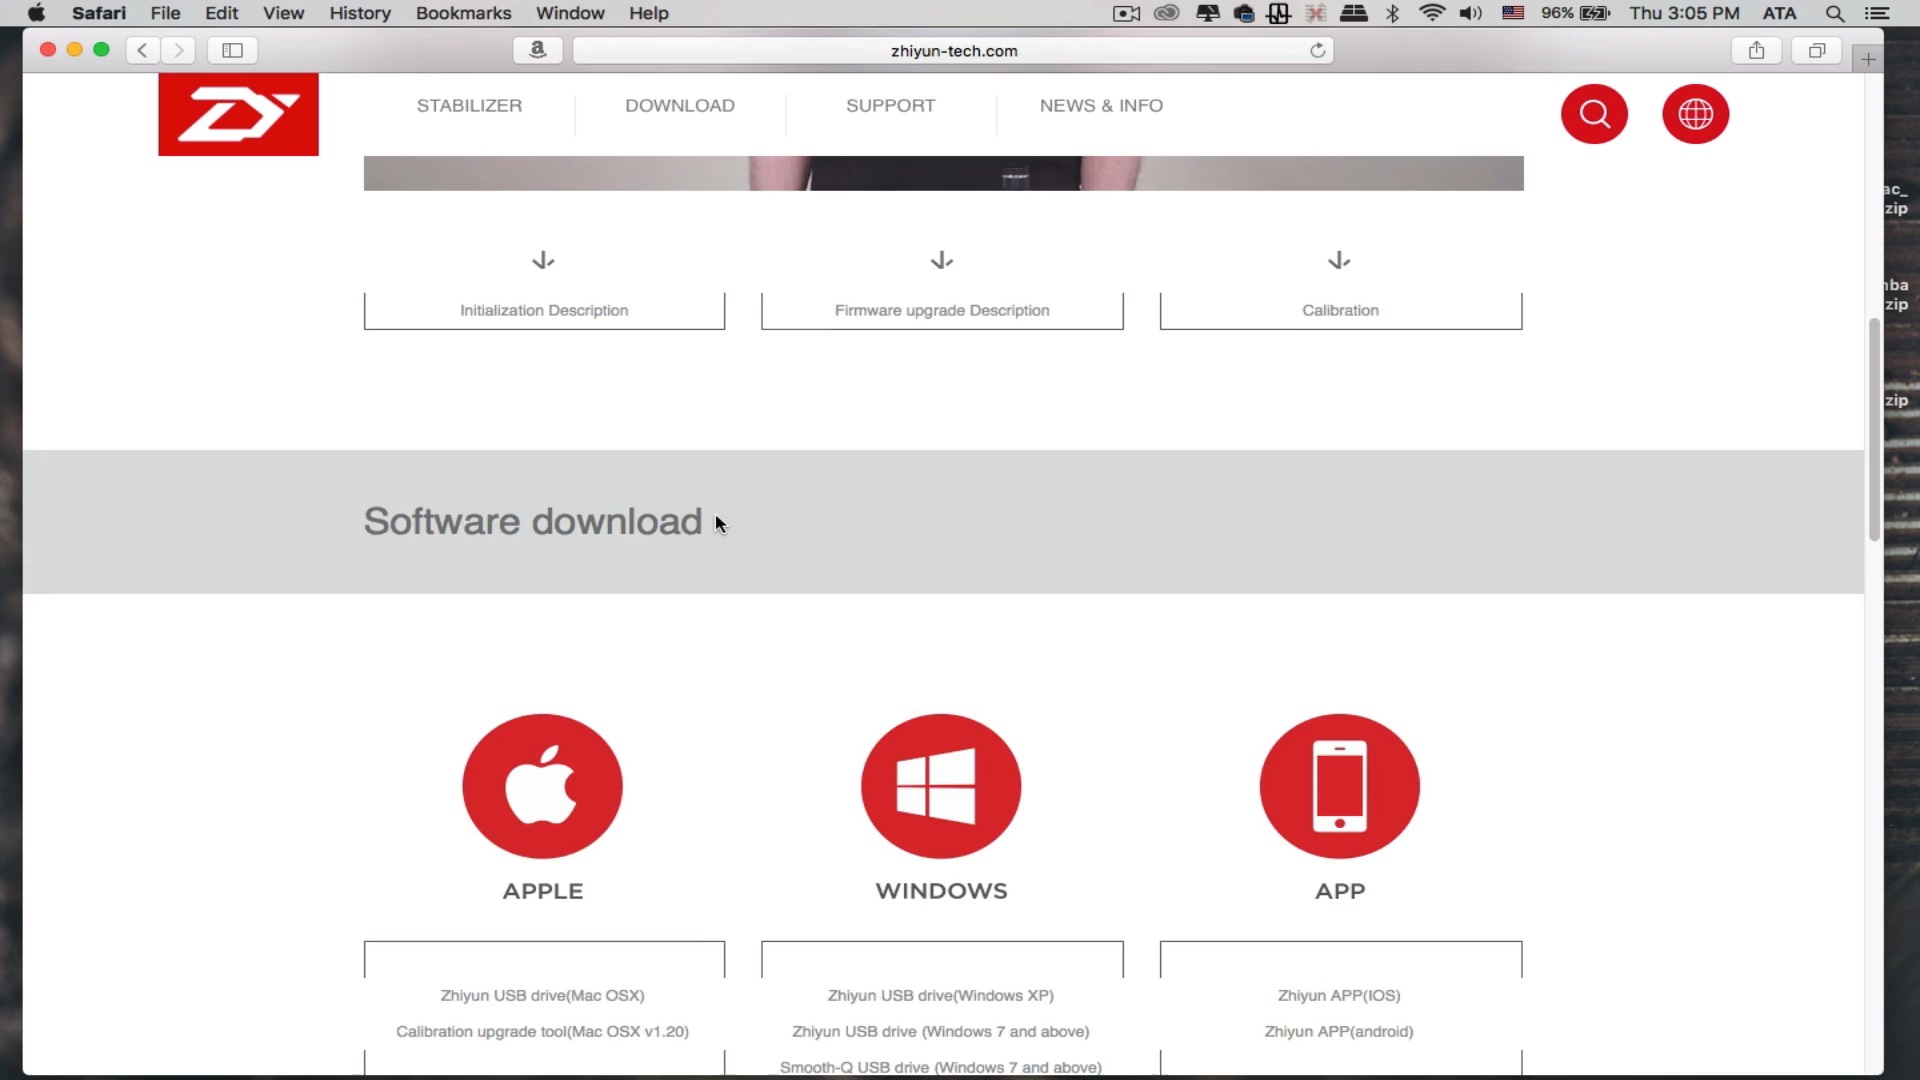 Safari File Edit View History Bookmarks Window Help 96% Thu 3:05 PM ATA
zhiyun-tech.com
ZY STABILIZER DOWNLOAD SUPPORT NEWS & INFO
ac_
zip
Initialization Description Firmware upgrade Description Calibration
nba
zip
zip
Software download
APPLE WINDOWS APP
Zhiyun USB drive(Mac OSX) Zhiyun USB drive(Windows XP) Zhiyun APP(IOS)
Calibration upgrade tool(Mac OSX v1.20) Zhiyun USB drive (Windows 7 and above) Zhiyun APP(android)
Smooth-Q USB drive (Windows 7 and above)